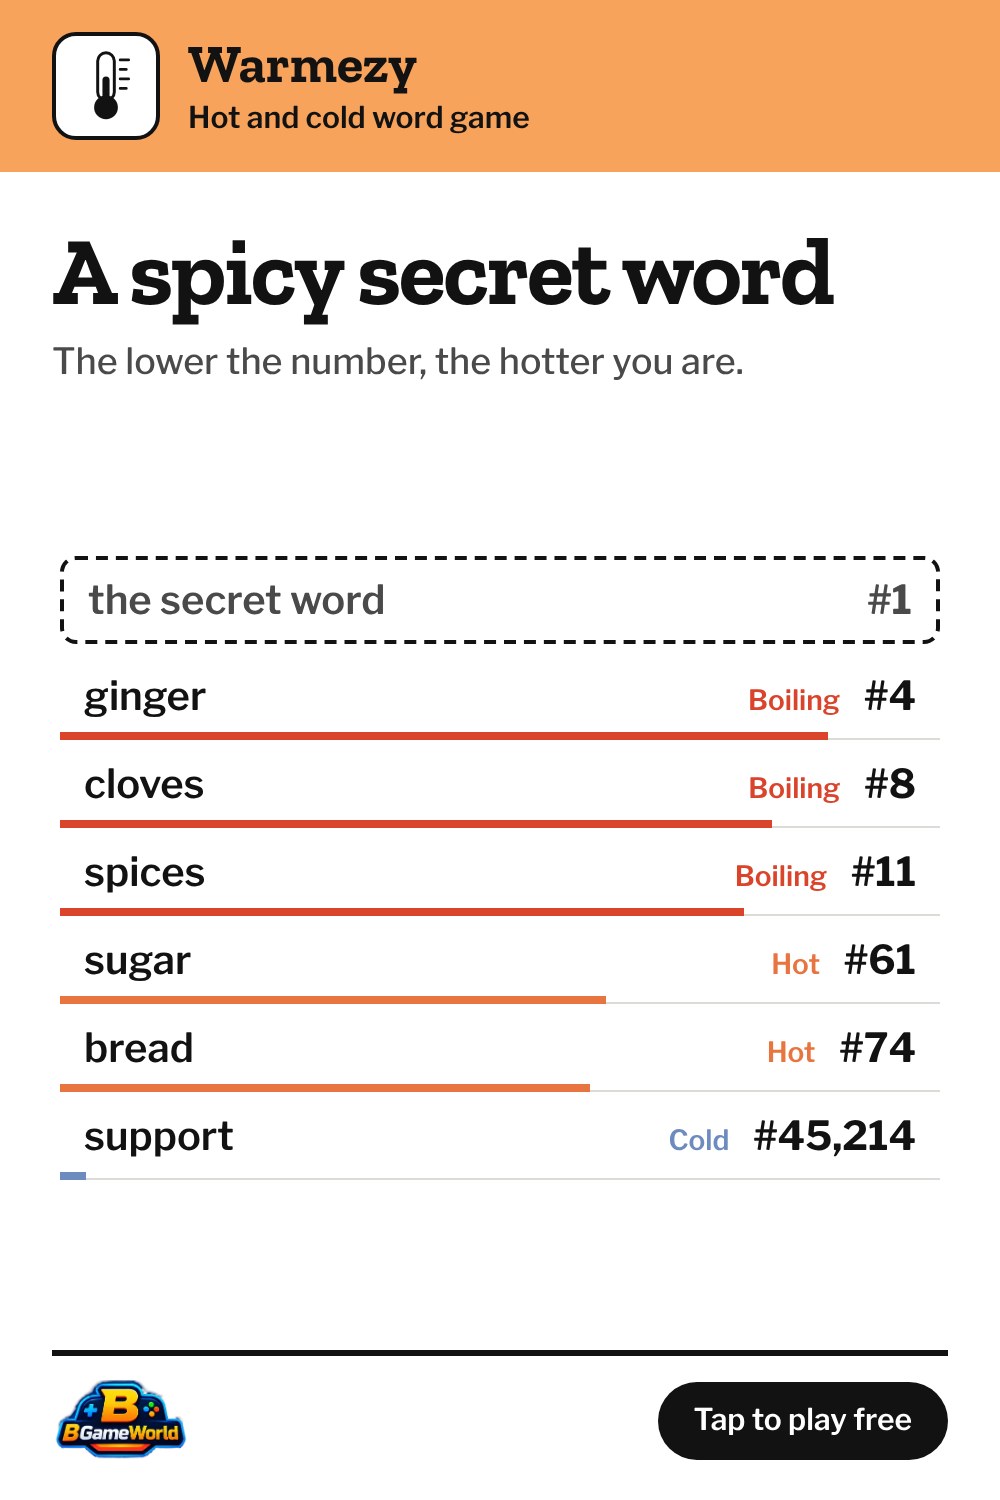 Warmezy
Hot and cold word game
A spicy secret word
The lower the number, the hotter you are.
the secret word #1
ginger Boiling #4
cloves Boiling #8
spices Boiling #11
sugar Hot #61
bread Hot #74
support Cold #45,214
B
BGameWorld
Tap to play free